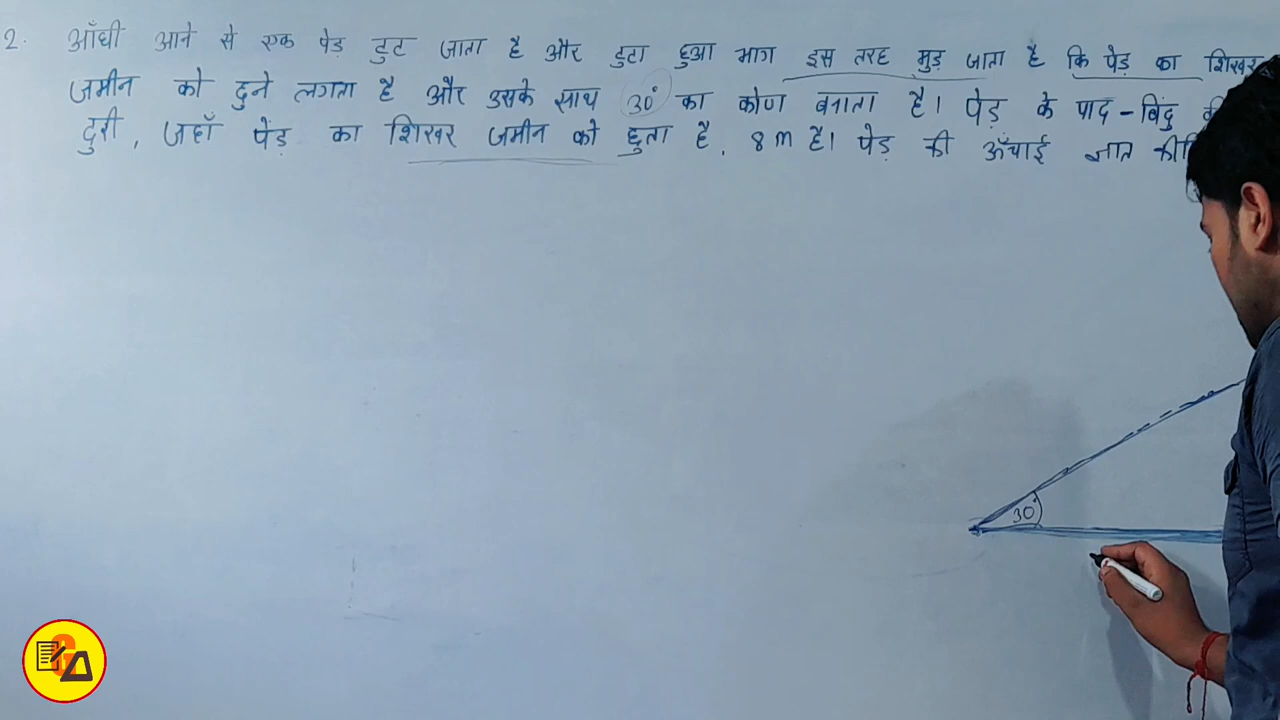 2. आँधी आने से एक पेड़ टुट जाता है और टुटा हुआ भाग इस तरह मुड़ जाता है कि पेड़ का शिखर
जमीन को छुने लगता है और उसके साथ 30° का कोण बनाता है। पेड़ के पाद-बिंदु
दुरी, जहाँ पेड़ का शिखर जमीन को छुता है, 8 m है। पेड़ की ऊँचाई ज्ञात
30°